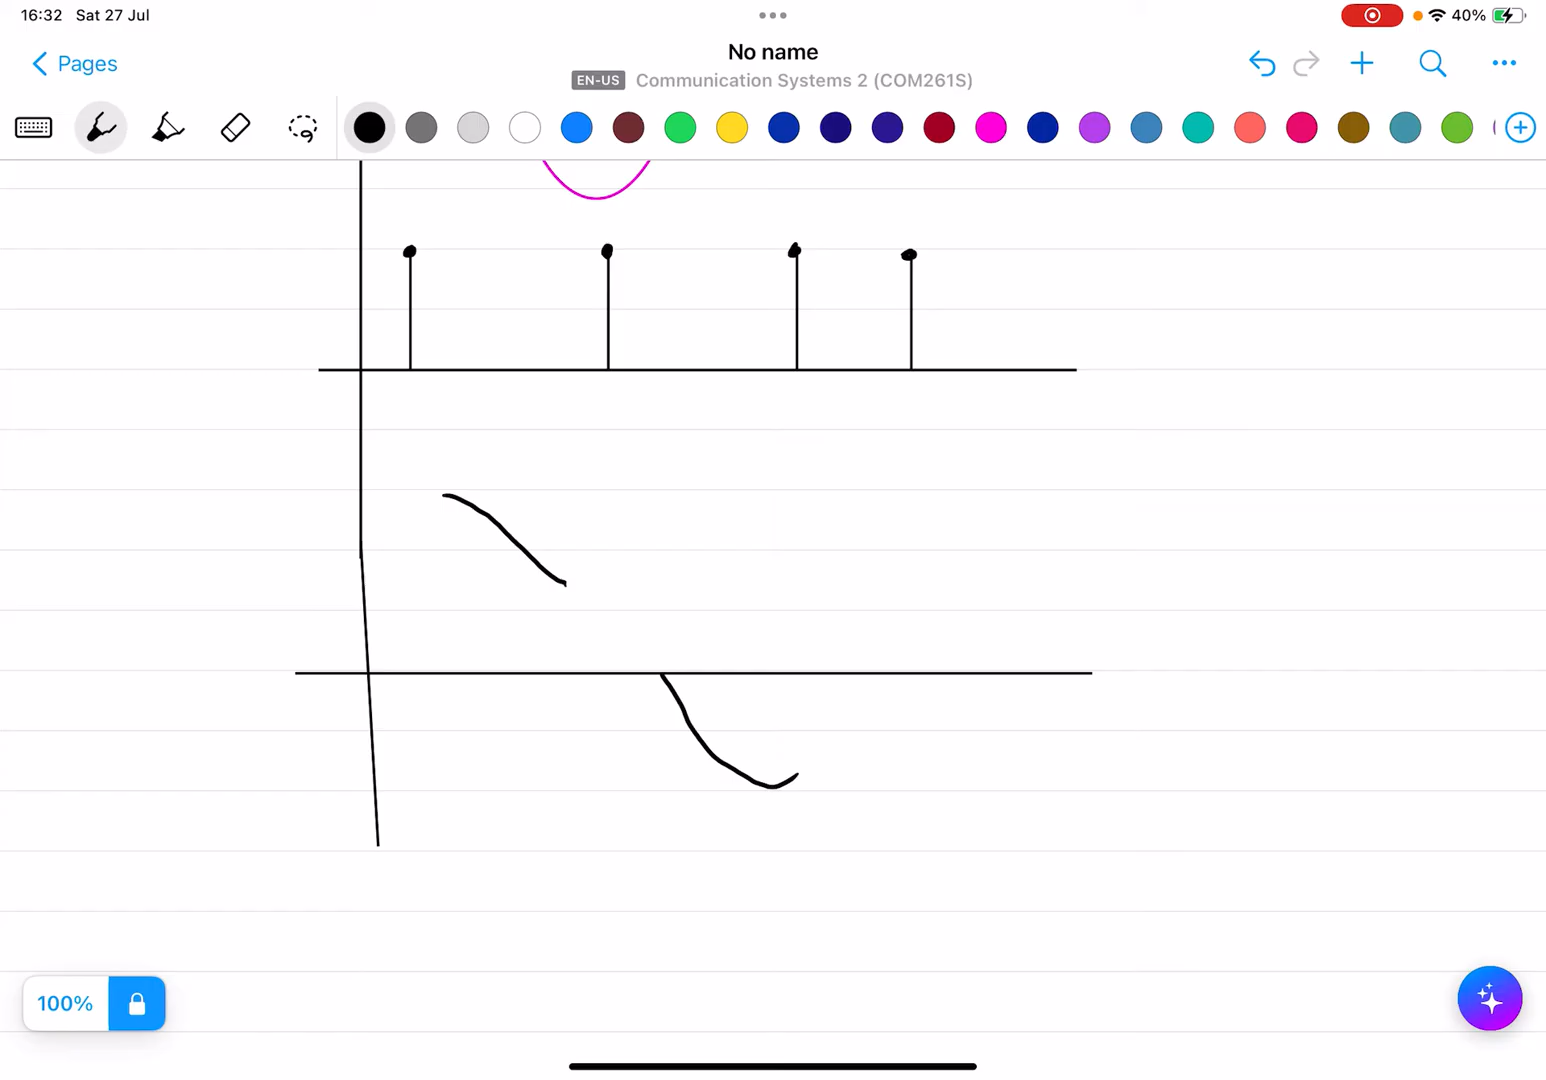 16:32 Sat 27 Jul
40%
Pages
No name
EN-US Communication Systems 2 (COM261S)
100%